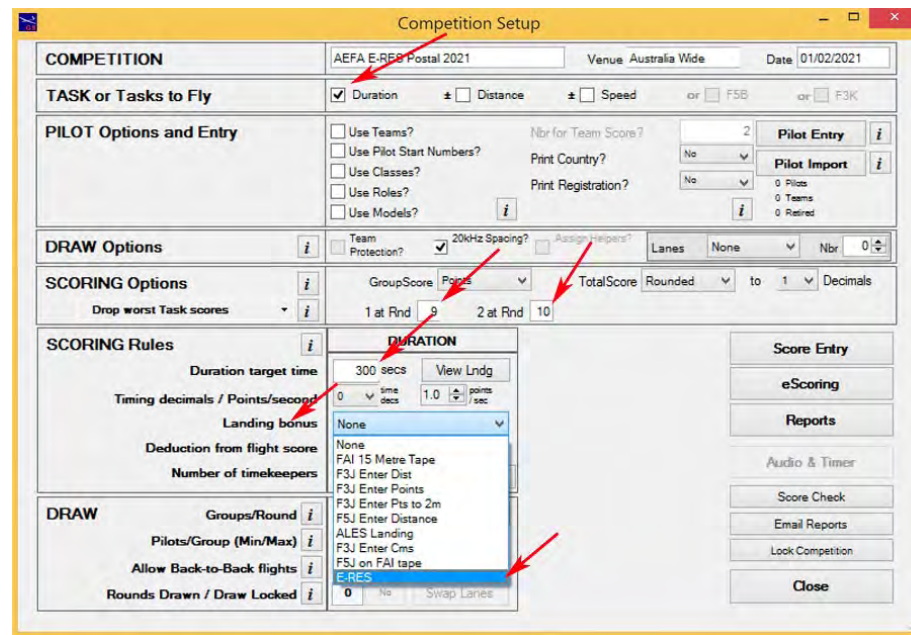 Competition Setup
COMPETITION AEFA E-RES Postal 2021 Venue Australia Wide Date 01/02/2021
TASK or Tasks to Fly Duration ± Distance ± Speed or F5B or F3K
PILOT Options and Entry Use Teams? Nbr for Team Score? 2 Pilot Entry i
Use Pilot Start Numbers? Print Country? No Pilot Import i
Use Classes? 0 Pilots
Use Roles? Print Registration? No 0 Teams
Use Models? i i 0 Retired
DRAW Options i Team Protection? 20kHz Spacing? Assign Helpers? Lanes None Nbr 0
SCORING Options i GroupScore Points TotalScore Rounded to 1 Decimals
Drop worst Task scores i 1 at Rnd 9 2 at Rnd 10
SCORING Rules i DURATION
Score Entry
Duration target time 300 secs View Lndg
eScoring
Timing decimals / Points/second 0 time decs 1.0 points /sec
Landing bonus None
Reports
Deduction from flight score None
FAI 15 Metre Tape
Audio & Timer
Number of timekeepers F3J Enter Dist
F3J Enter Points
Score Check
F3J Enter Pts to 2m
DRAW Groups/Round i F5J Enter Distance
Email Reports
Pilots/Group (Min/Max) i ALES Landing
F3J Enter Cms
Lock Competition
Allow Back-to-Back flights i F5J on FAI tape
E-RES
Close
Rounds Drawn / Draw Locked i 0 No Swap Lanes